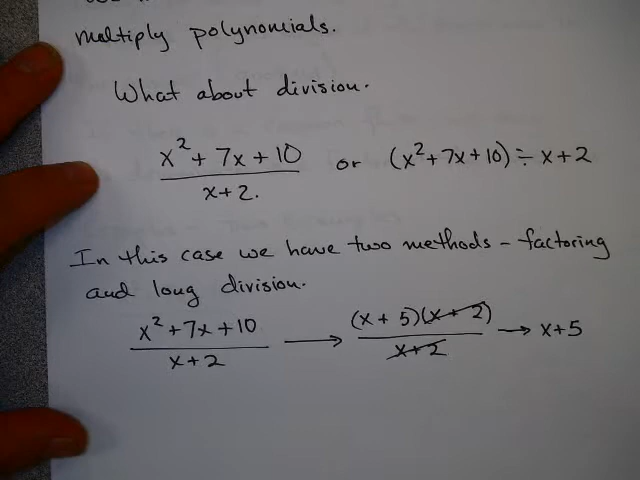 multiply polynomials.
What about division.
x² + 7x + 10 / x + 2. or (x² + 7x + 10) ÷ x + 2
In this case we have two methods - factoring
and long division.
x² + 7x + 10 / x + 2 → (x + 5)(x + 2) / x + 2 → x + 5